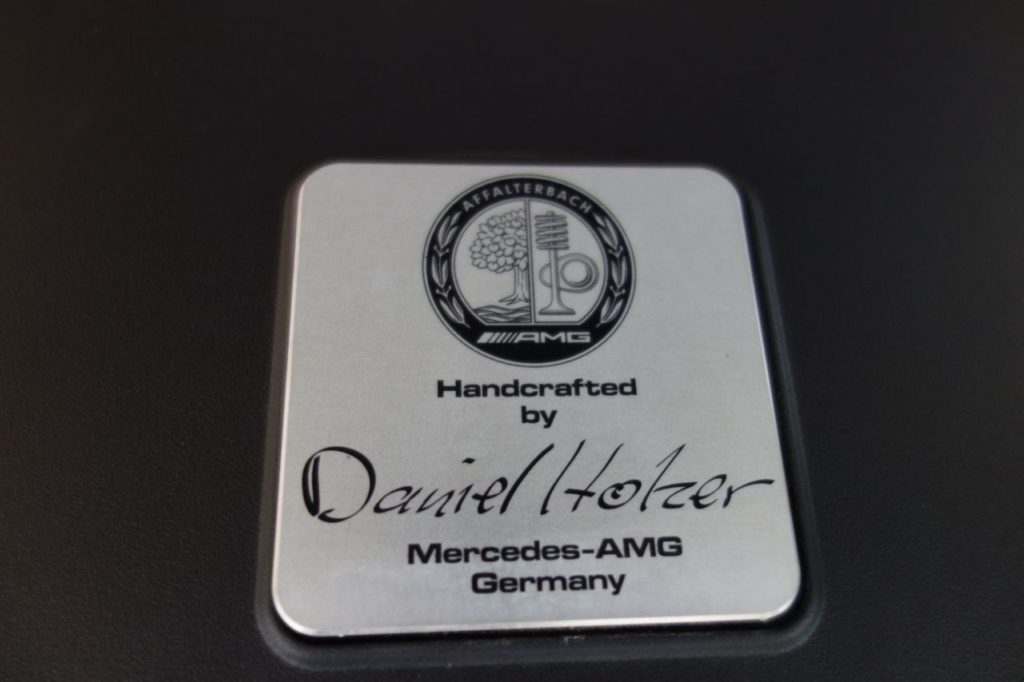 AFFALTERBACH
AMG
Handcrafted
by
Daniel Holzer
Mercedes-AMG
Germany